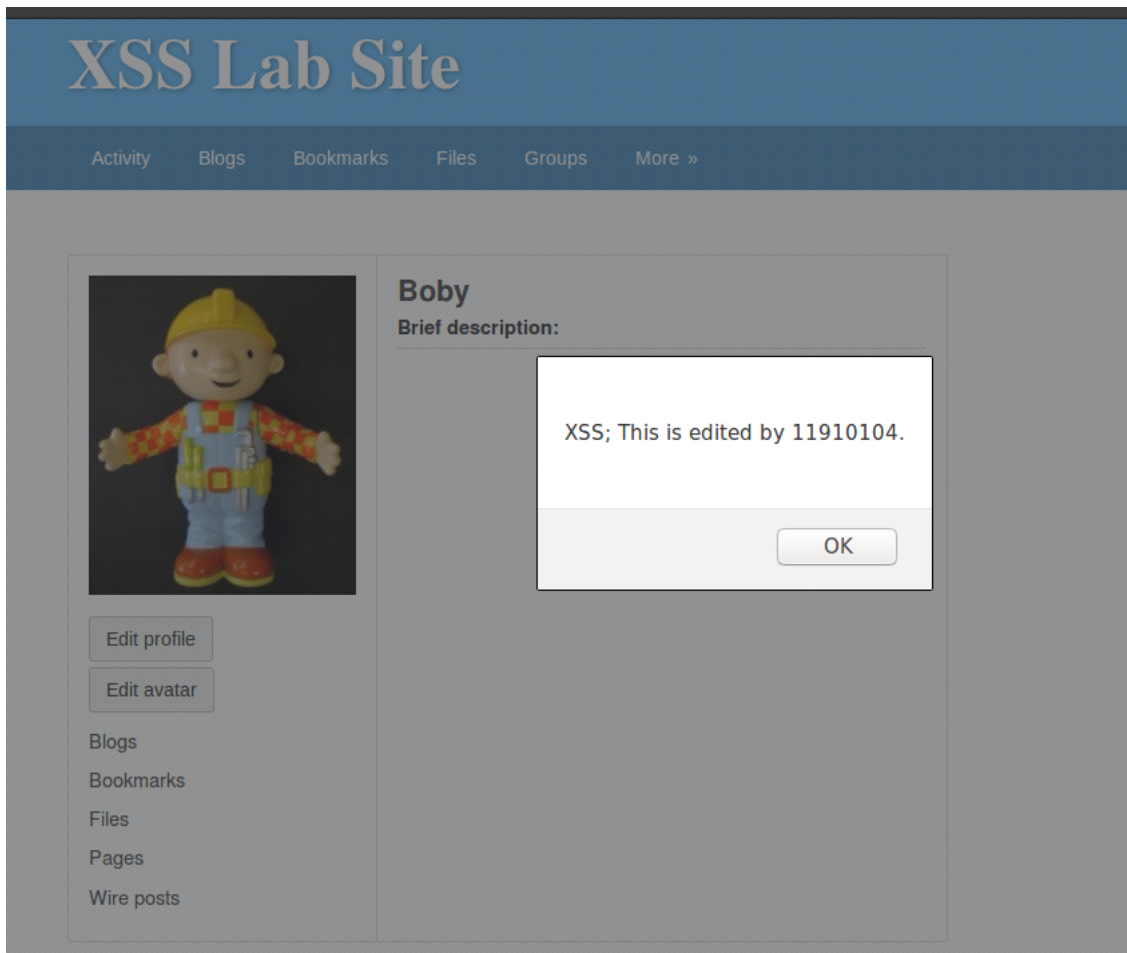 XSS Lab Site
Activity Blogs Bookmarks Files Groups More »
Boby
Brief description:
XSS; This is edited by 11910104.
OK
Edit profile
Edit avatar
Blogs
Bookmarks
Files
Pages
Wire posts